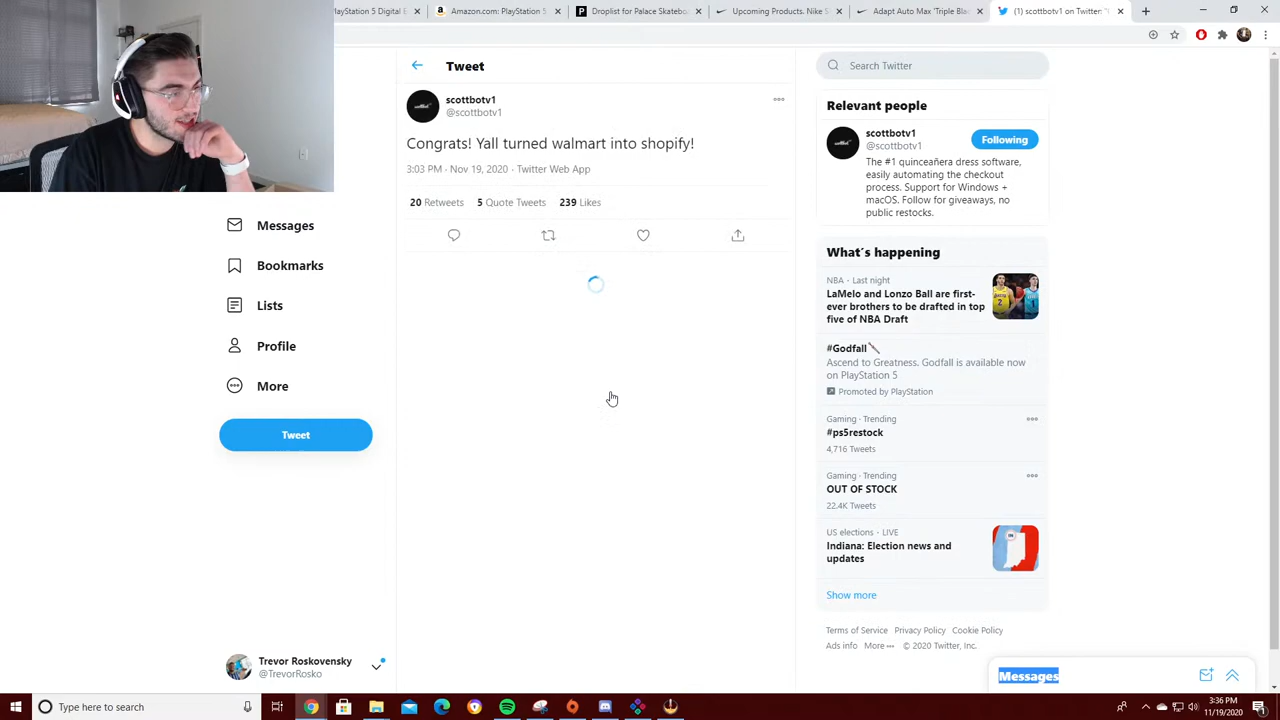 layStation 5 Digital E
Amazon.com: PlayStation 5
Droplist for Palace Skatebo
Upcoming Products. Nike S
Adapt Auto Max 'Triple Bla
(1) scottbotv1 on Twitter: "
Tweet
scottbotv1
@scottbotv1
Congrats! Yall turned walmart into shopify!
3:03 PM · Nov 19, 2020 · Twitter Web App
20 Retweets 5 Quote Tweets 239 Likes
Messages
Bookmarks
Lists
Profile
More
Tweet
Trevor Roskovensky
@TrevorRosko
Search Twitter
Relevant people
scottbotv1
@scottbotv1
Following
The #1 quinceañera dress software,
easily automating the checkout
process. Support for Windows +
macOS. Follow for giveaways, no
public restocks.
What's happening
NBA · Last night
LaMelo and Lonzo Ball are first-
ever brothers to be drafted in top
five of NBA Draft
#Godfall
Ascend to Greatness. Godfall is available now
on PlayStation 5
Promoted by PlayStation
Gaming · Trending
#ps5restock
4,716 Tweets
Gaming · Trending
OUT OF STOCK
22.4K Tweets
US elections · LIVE
Indiana: Election news and
updates
Show more
Terms of Service Privacy Policy Cookie Policy
Ads info More © 2020 Twitter, Inc.
Messages
Type here to search
3:36 PM
11/19/2020